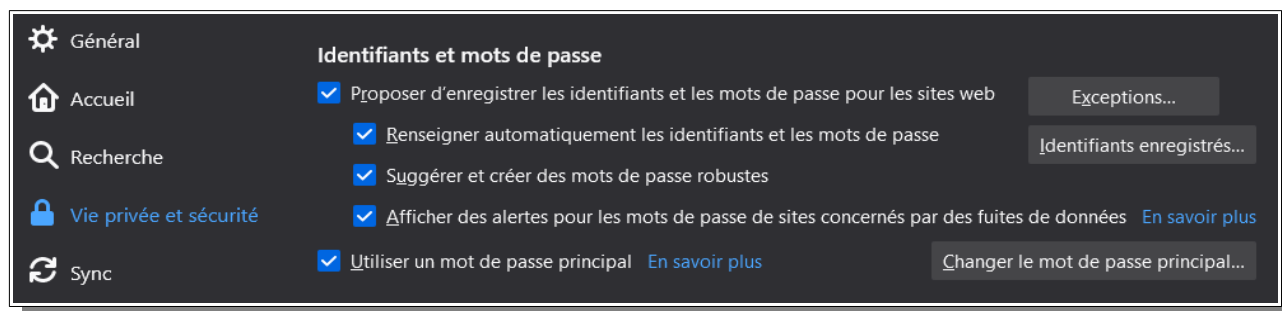 Général
Accueil
Recherche
Vie privée et sécurité
Sync
Identifiants et mots de passe
Proposer d’enregistrer les identifiants et les mots de passe pour les sites web
Exceptions...
Renseigner automatiquement les identifiants et les mots de passe
Identifiants enregistrés...
Suggérer et créer des mots de passe robustes
Afficher des alertes pour les mots de passe de sites concernés par des fuites de données En savoir plus
Utiliser un mot de passe principal En savoir plus
Changer le mot de passe principal...